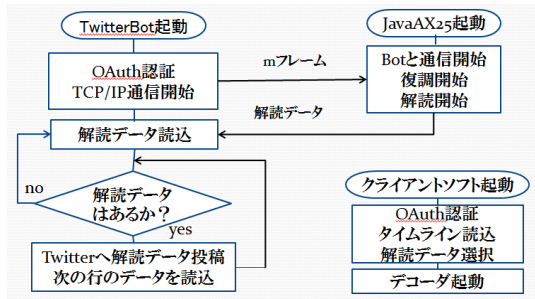 TwitterBot起動
OAuth認証
TCP/IP通信開始
mフレーム
JavaAX25起動
Botと通信開始
復調開始
解読開始
解読データ
解読データ読込
no
解読データ
はあるか？
yes
Twitterへ解読データ投稿
次の行のデータを読込
クライアントソフト起動
OAuth認証
タイムライン読込
解読データ選択
デコーダ起動